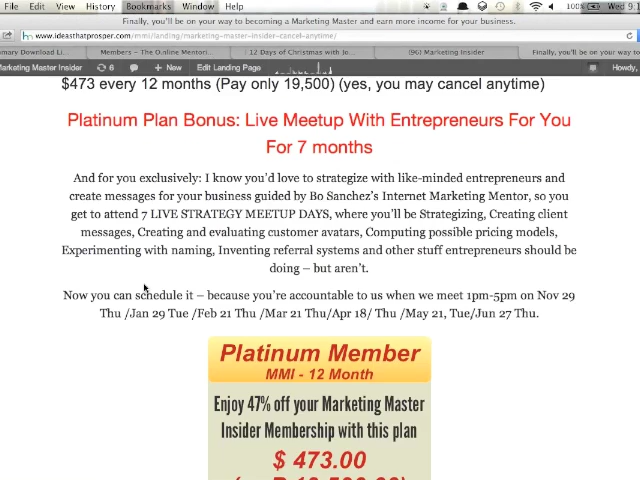 File Edit View History Bookmarks Window Help 100% Wed 9:1
Finally, you'll be on your way to becoming a Marketing Master and earn more income for your business.
www.ideasthatprosper.com/mmi/landing/marketing-master-insider-cancel-anytime/
mmary Download Li... Members – The Online Mentori... 12 Days of Christmas with Jo... (96) Marketing Insider Finally, you'll be on your way to
Marketing Master Insider 6 + New Edit Landing Page Howdy,
$473 every 12 months (Pay only 19,500) (yes, you may cancel anytime)
Platinum Plan Bonus: Live Meetup With Entrepreneurs For You
For 7 months
And for you exclusively: I know you'd love to strategize with like-minded entrepreneurs and
create messages for your business guided by Bo Sanchez's Internet Marketing Mentor, so you
get to attend 7 LIVE STRATEGY MEETUP DAYS, where you'll be Strategizing, Creating client
messages, Creating and evaluating customer avatars, Computing possible pricing models,
Experimenting with naming, Inventing referral systems and other stuff entrepreneurs should be
doing – but aren't.
Now you can schedule it – because you're accountable to us when we meet 1pm-5pm on Nov 29
Thu /Jan 29 Tue /Feb 21 Thu /Mar 21 Thu/Apr 18/ Thu /May 21, Tue/Jun 27 Thu.
Platinum Member
MMI - 12 Month
Enjoy 47% off your Marketing Master
Insider Membership with this plan
$ 473.00